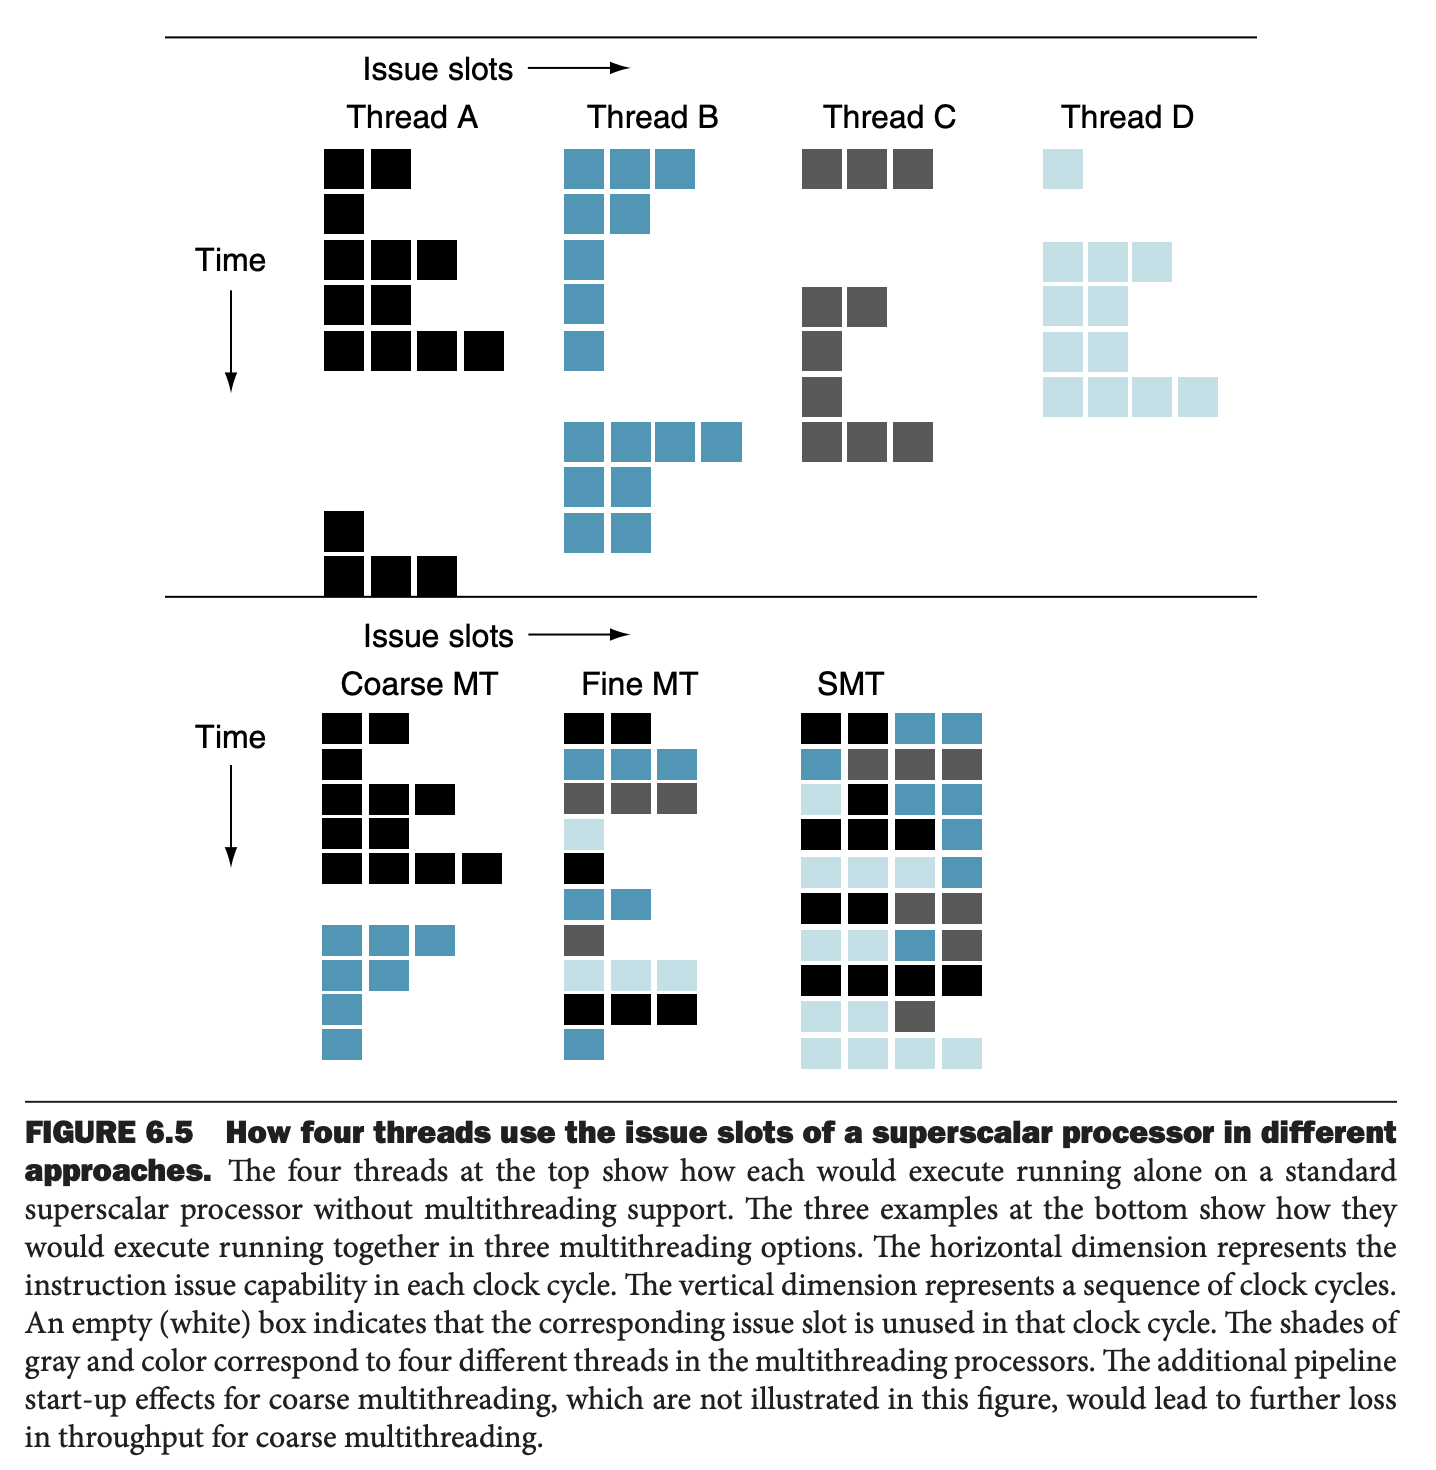 Issue slots
Thread A Thread B Thread C Thread D
Time
Issue slots
Coarse MT Fine MT SMT
Time
FIGURE 6.5 How four threads use the issue slots of a superscalar processor in different
approaches. The four threads at the top show how each would execute running alone on a standard
superscalar processor without multithreading support. The three examples at the bottom show how they
would execute running together in three multithreading options. The horizontal dimension represents the
instruction issue capability in each clock cycle. The vertical dimension represents a sequence of clock cycles.
An empty (white) box indicates that the corresponding issue slot is unused in that clock cycle. The shades of
gray and color correspond to four different threads in the multithreading processors. The additional pipeline
start-up effects for coarse multithreading, which are not illustrated in this figure, would lead to further loss
in throughput for coarse multithreading.